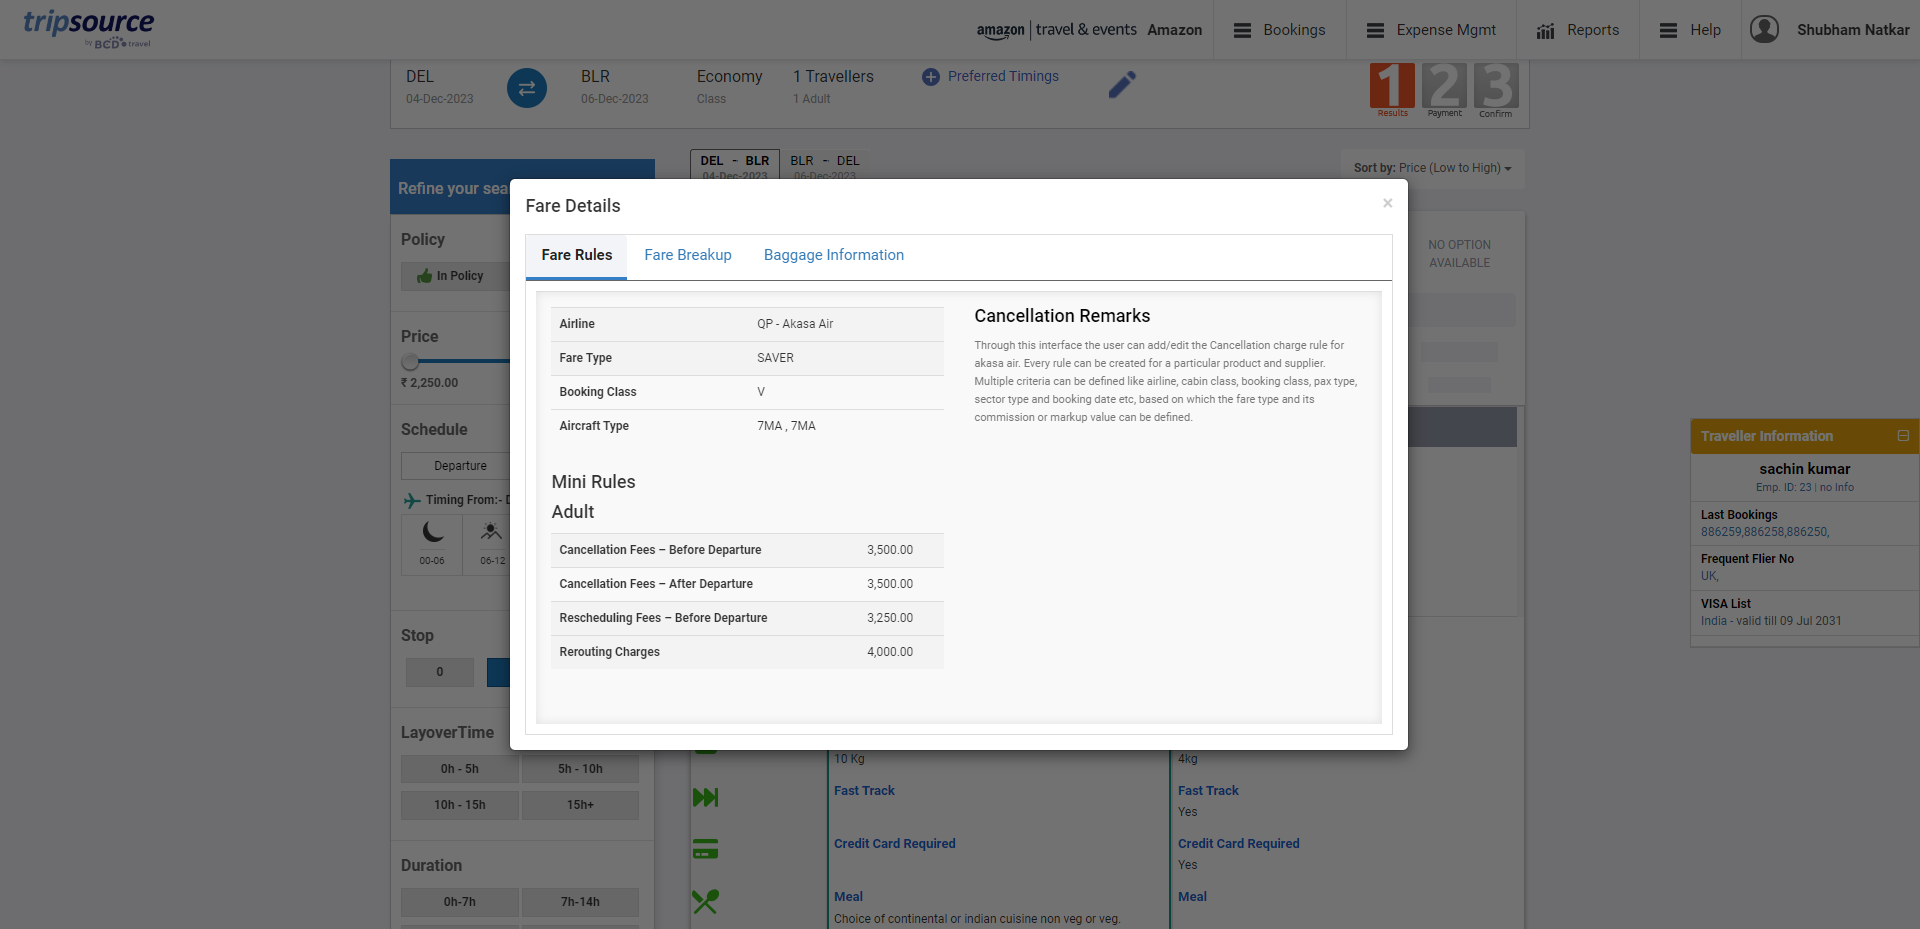 tripsource
by BCD travel
amazon | travel & events Amazon
Bookings
Expense Mgmt
Reports
Help
Shubham Natkar
DEL
04-Dec-2023
BLR
06-Dec-2023
Economy
Class
1 Travellers
1 Adult
Preferred Timings
1 2 3
Results Payment Confirm
DEL - BLR
04-Dec-2023
BLR - DEL
06-Dec-2023
Sort by: Price (Low to High)
Refine your sea
Policy
In Policy
Price
₹ 2,250.00
Schedule
Departure
Timing From:- D
00-06
06-12
Stop
0
LayoverTime
0h - 5h
5h - 10h
10h - 15h
15h+
Duration
0h-7h
7h-14h
Fare Details
×
Fare Rules
Fare Breakup
Baggage Information
Airline QP - Akasa Air
Fare Type SAVER
Booking Class V
Aircraft Type 7MA , 7MA
Mini Rules
Adult
Cancellation Fees – Before Departure 3,500.00
Cancellation Fees – After Departure 3,500.00
Rescheduling Fees – Before Departure 3,250.00
Rerouting Charges 4,000.00
Cancellation Remarks
Through this interface the user can add/edit the Cancellation charge rule for
akasa air. Every rule can be created for a particular product and supplier.
Multiple criteria can be defined like airline, cabin class, booking class, pax type,
sector type and booking date etc, based on which the fare type and its
commission or markup value can be defined.
NO OPTION
AVAILABLE
10 Kg
4kg
Fast Track
Fast Track
Yes
Credit Card Required
Credit Card Required
Yes
Meal
Meal
Choice of continental or indian cuisine non veg or veg.
Traveller Information
sachin kumar
Emp. ID: 23 | no Info
Last Bookings
886259,886258,886250,
Frequent Flier No
UK,
VISA List
India - valid till 09 Jul 2031